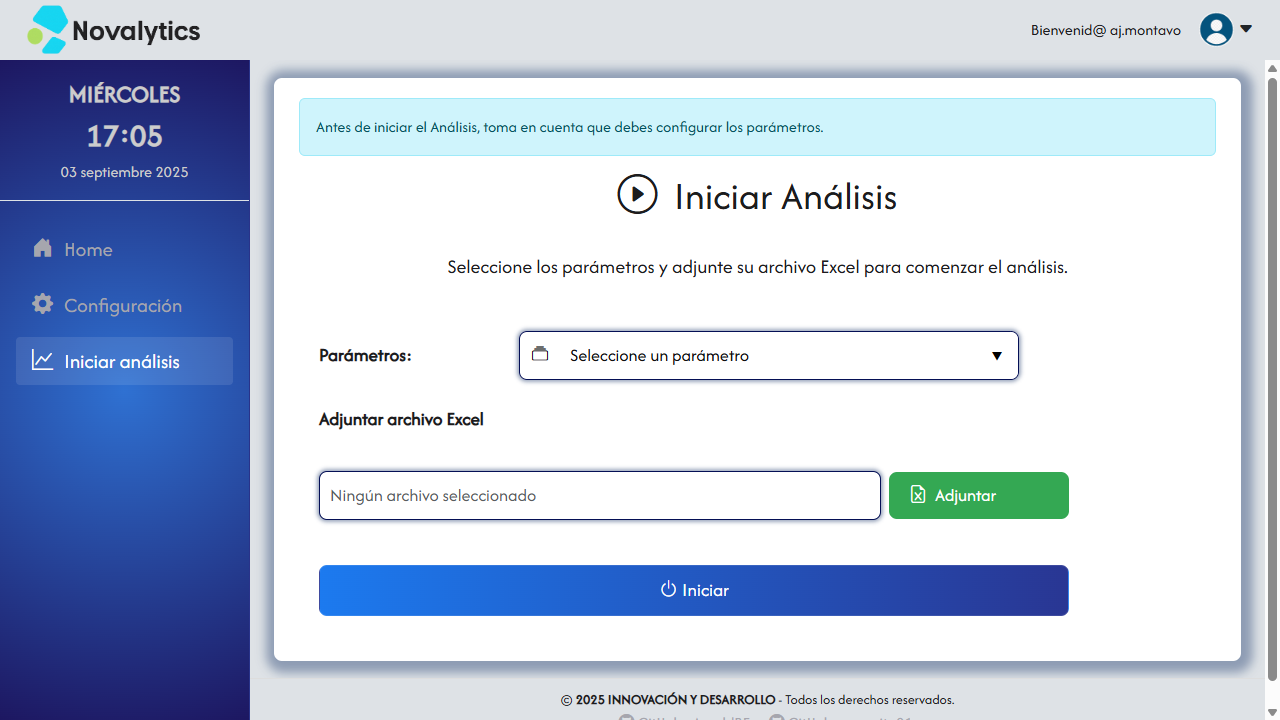 Novalytics
Bienvenid@ aj.montavo
MIÉRCOLES
17:05
03 septiembre 2025
Home
Configuración
Iniciar análisis
Antes de iniciar el Análisis, toma en cuenta que debes configurar los parámetros.
Iniciar Análisis
Seleccione los parámetros y adjunte su archivo Excel para comenzar el análisis.
Parámetros:
Seleccione un parámetro
Adjuntar archivo Excel
Ningún archivo seleccionado
Adjuntar
Iniciar
© 2025 INNOVACIÓN Y DESARROLLO - Todos los derechos reservados.